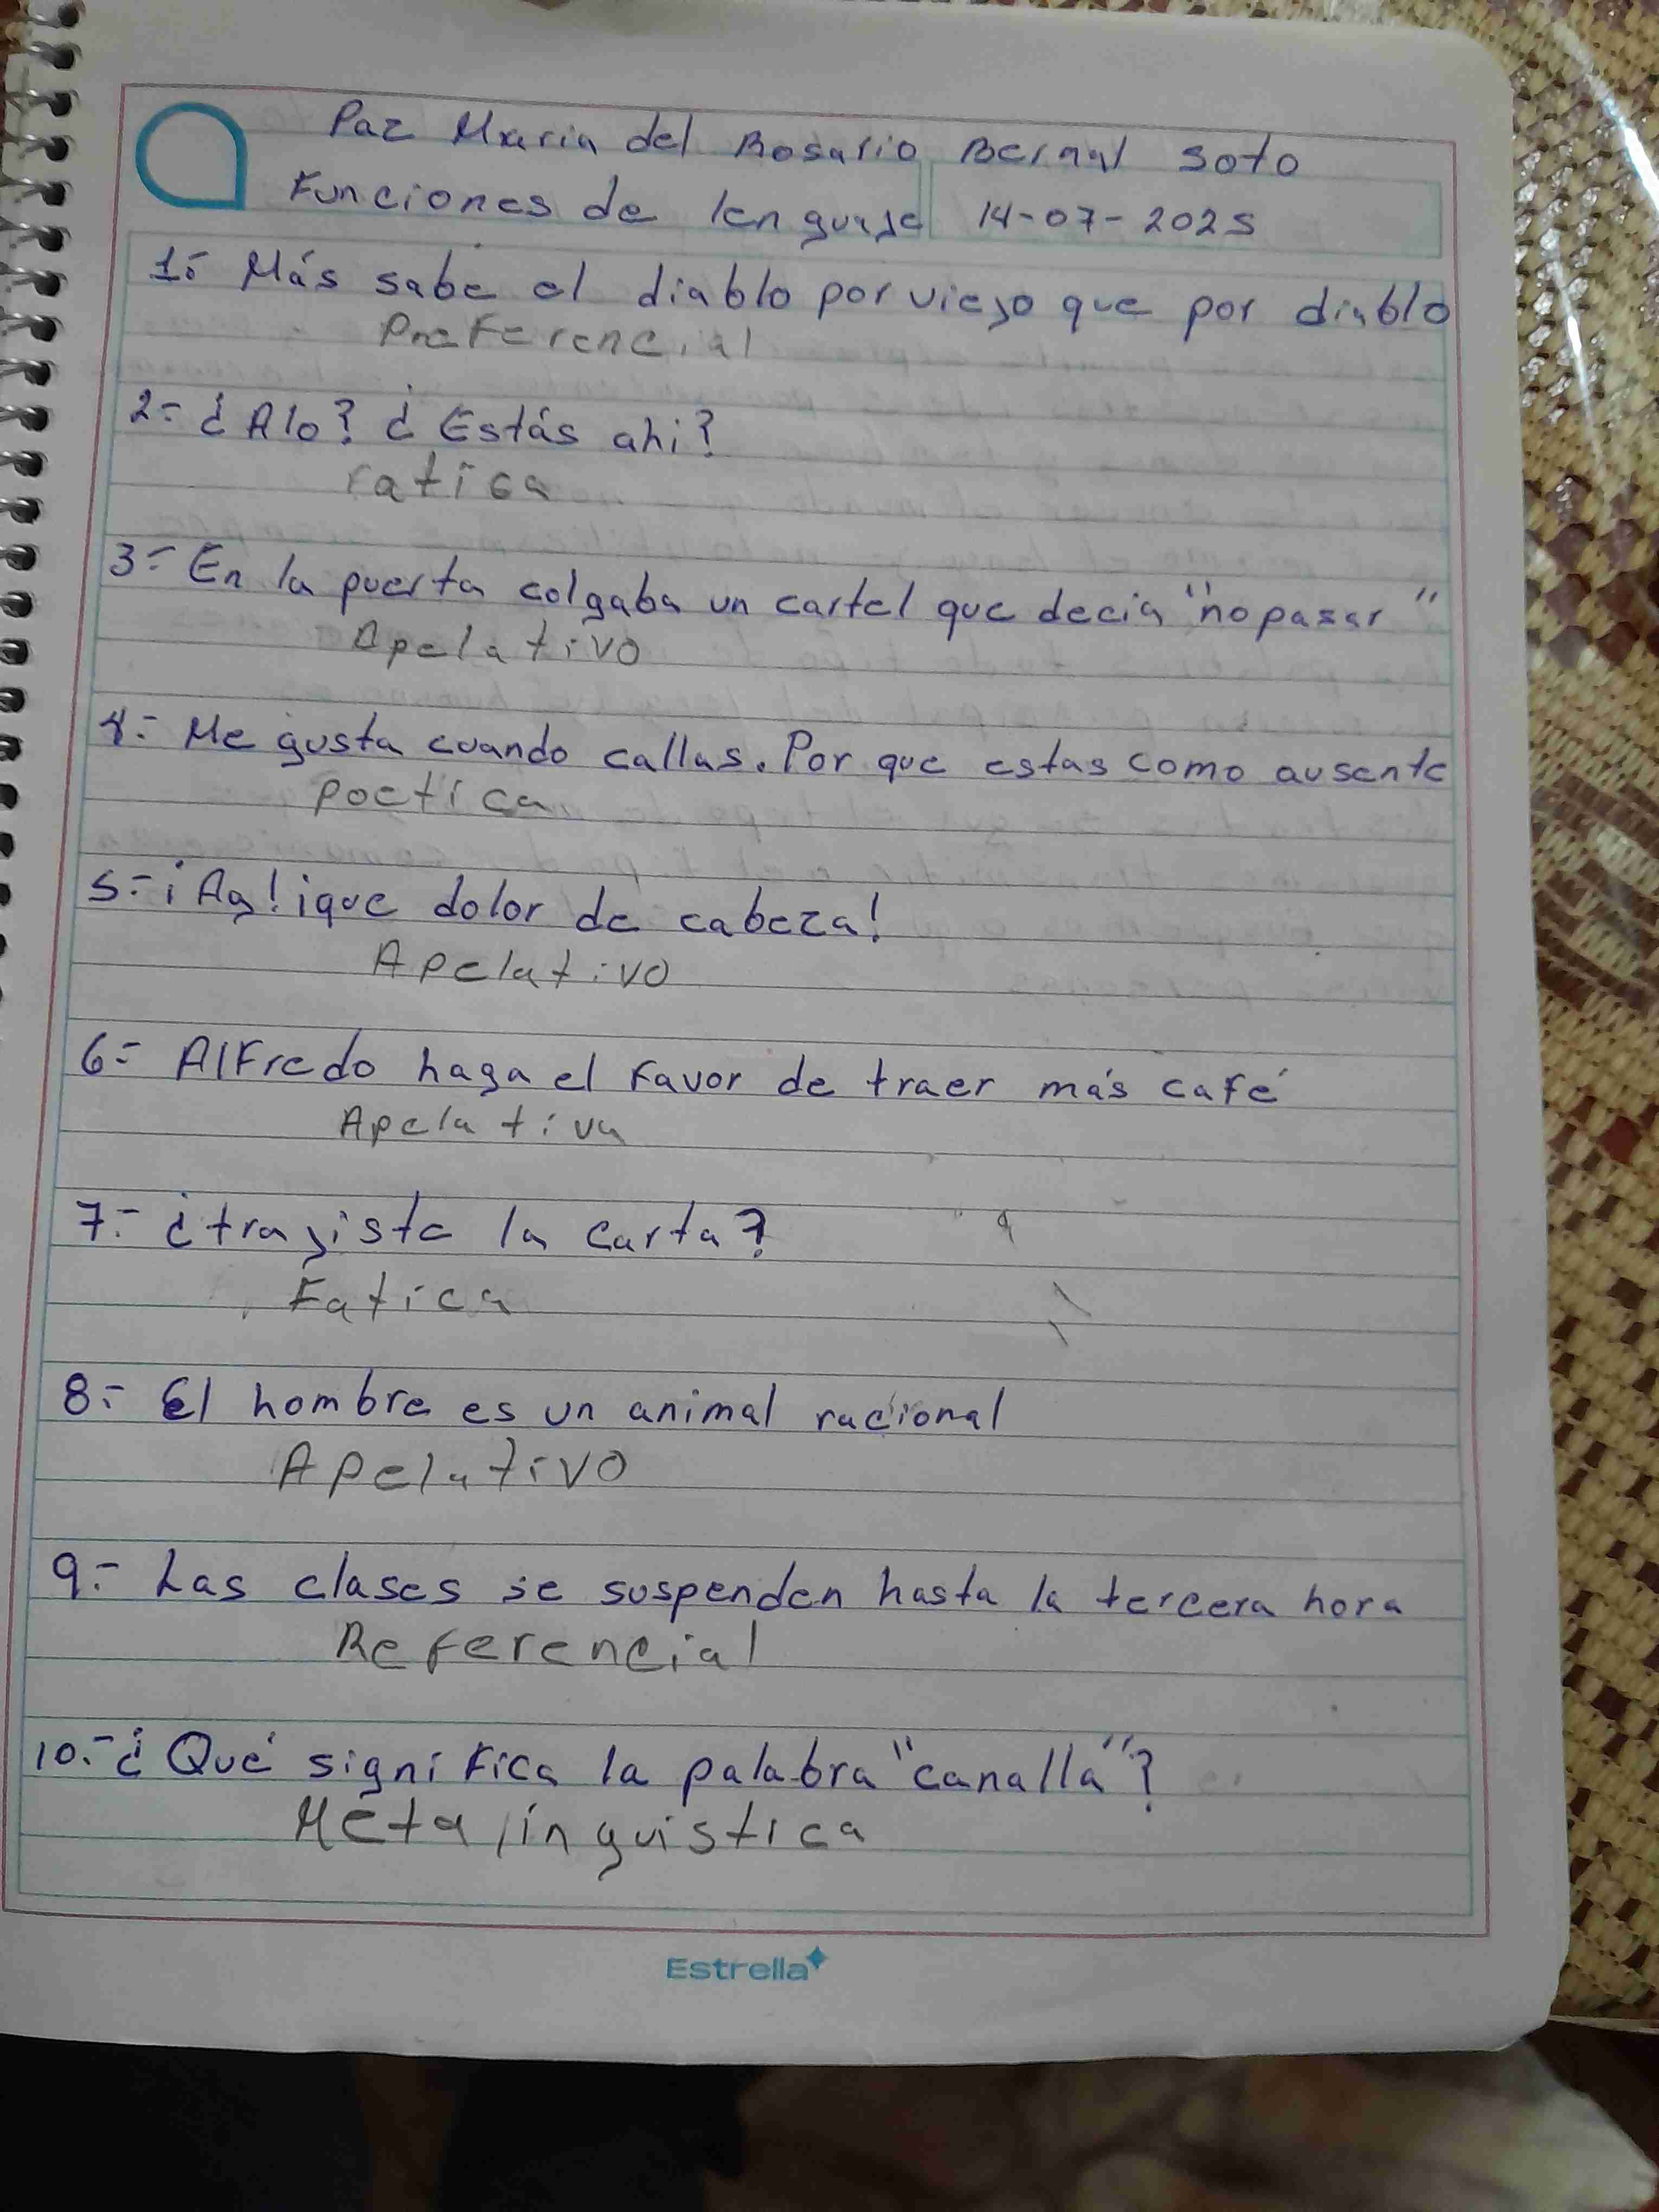 Paz Maria del Rosario Bernal Soto
Funciones de lenguaje 14-07-2025
1.- Más sabe el diablo por viejo que por diablo
Preferencial
2- ¿Alo? ¿Estás ahi?
ratica
3- En la puerta colgaba un cartel que decia "no pasar"
Apelativo
4- Me gusta cuando callas. Por que estas como ausente
Poetica
5- ¡Ay! ¡que dolor de cabeza!
Apelativo
6- Alfredo haga el favor de traer más café
Apelativa
7- ¿trajiste la carta?
Fatica
8.- El hombre es un animal racional
Apelativo
9.- Las clases se suspenden hasta la tercera hora
Referencial
10.- ¿Qué significa la palabra "canalla"?
Metalinguistica
Estrella